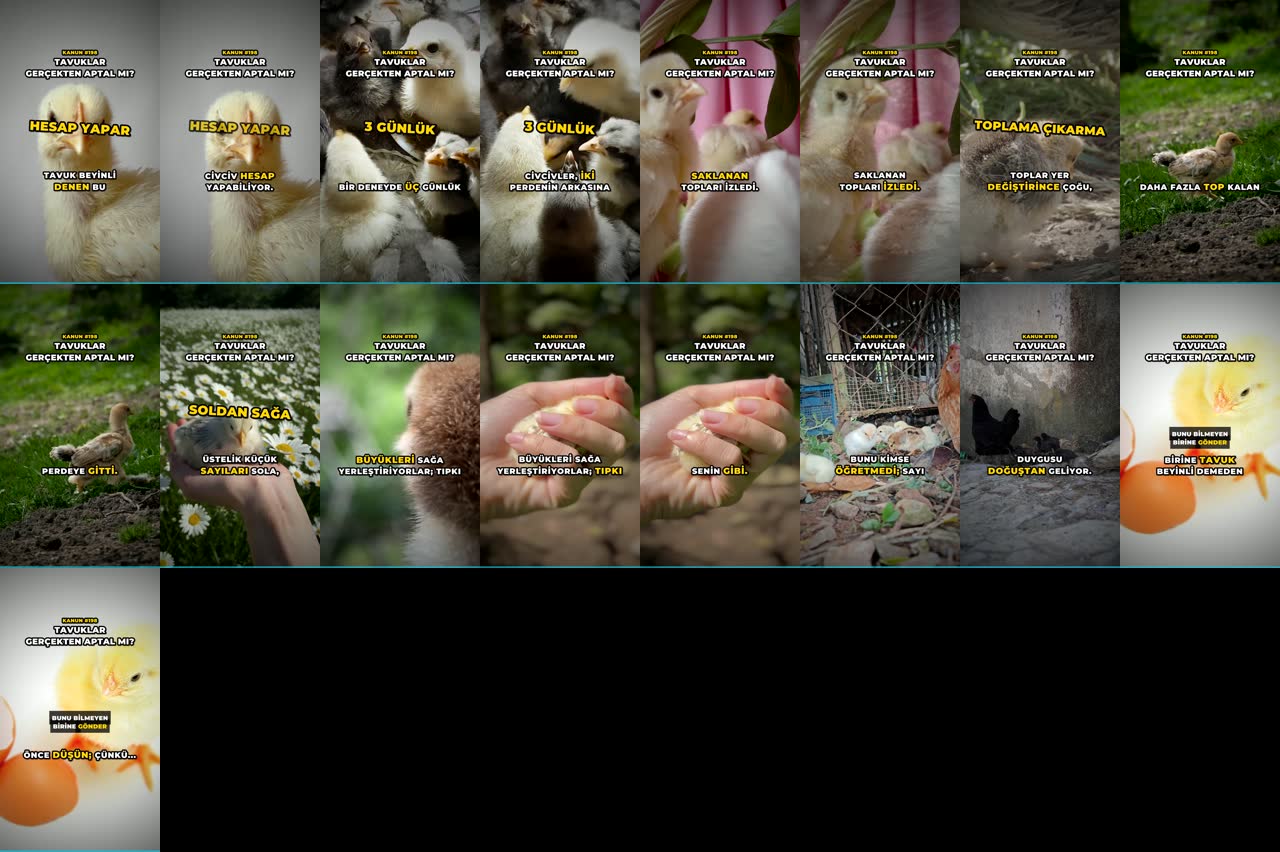 KANUN #198
TAVUKLAR
GERÇEKTEN APTAL MI?
HESAP YAPAR
TAVUK BEYİNLİ
DENEN BU
KANUN #198
TAVUKLAR
GERÇEKTEN APTAL MI?
HESAP YAPAR
CİVCİV HESAP
YAPABİLİYOR.
KANUN #198
TAVUKLAR
GERÇEKTEN APTAL MI?
3 GÜNLÜK
BİR DENEYDE ÜÇ GÜNLÜK
KANUN #198
TAVUKLAR
GERÇEKTEN APTAL MI?
3 GÜNLÜK
CİVCİVLER, İKİ
PERDENİN ARKASINA
KANUN #198
TAVUKLAR
GERÇEKTEN APTAL MI?
SAKLANAN
TOPLARI İZLEDİ.
KANUN #198
TAVUKLAR
GERÇEKTEN APTAL MI?
SAKLANAN
TOPLARI İZLEDİ.
KANUN #198
TAVUKLAR
GERÇEKTEN APTAL MI?
TOPLAMA ÇIKARMA
TOPLAR YER
DEĞİŞTİRİNCE ÇOĞU,
KANUN #198
TAVUKLAR
GERÇEKTEN APTAL MI?
DAHA FAZLA TOP KALAN
KANUN #198
TAVUKLAR
GERÇEKTEN APTAL MI?
PERDEYE GİTTİ.
KANUN #198
TAVUKLAR
GERÇEKTEN APTAL MI?
SOLDAN SAĞA
ÜSTELİK KÜÇÜK
SAYILARI SOLA,
KANUN #198
TAVUKLAR
GERÇEKTEN APTAL MI?
BÜYÜKLERİ SAĞA
YERLEŞTİRİYORLAR; TIPKI
KANUN #198
TAVUKLAR
GERÇEKTEN APTAL MI?
BÜYÜKLERİ SAĞA
YERLEŞTİRİYORLAR; TIPKI
KANUN #198
TAVUKLAR
GERÇEKTEN APTAL MI?
SENİN GİBİ.
KANUN #198
TAVUKLAR
GERÇEKTEN APTAL MI?
BUNU KİMSE
ÖĞRETMEDİ; SAYI
KANUN #198
TAVUKLAR
GERÇEKTEN APTAL MI?
DUYGUSU
DOĞUŞTAN GELİYOR.
KANUN #198
TAVUKLAR
GERÇEKTEN APTAL MI?
BUNU BİLMEYEN
BİRİNE GÖNDER
BİRİNE TAVUK
BEYİNLİ DEMEDEN
KANUN #198
TAVUKLAR
GERÇEKTEN APTAL MI?
BUNU BİLMEYEN
BİRİNE GÖNDER
ÖNCE DÜŞÜN; ÇÜNKÜ...